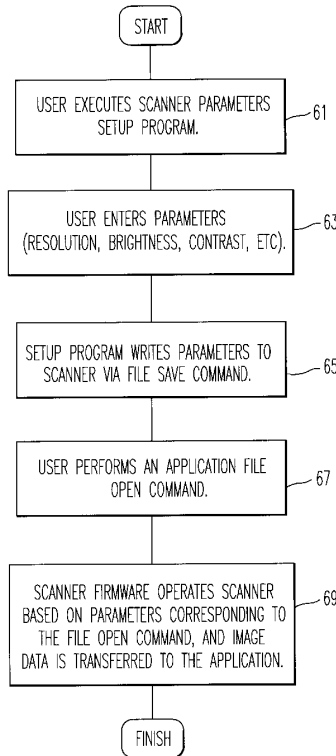 START
USER EXECUTES SCANNER PARAMETERS
SETUP PROGRAM.
61
USER ENTERS PARAMETERS
(RESOLUTION, BRIGHTNESS, CONTRAST, ETC).
63
SETUP PROGRAM WRITES PARAMETERS TO
SCANNER VIA FILE SAVE COMMAND.
65
USER PERFORMS AN APPLICATION FILE
OPEN COMMAND.
67
SCANNER FIRMWARE OPERATES SCANNER
BASED ON PARAMETERS CORRESPONDING TO
THE FILE OPEN COMMAND, AND IMAGE
DATA IS TRANSFERRED TO THE APPLICATION.
69
FINISH